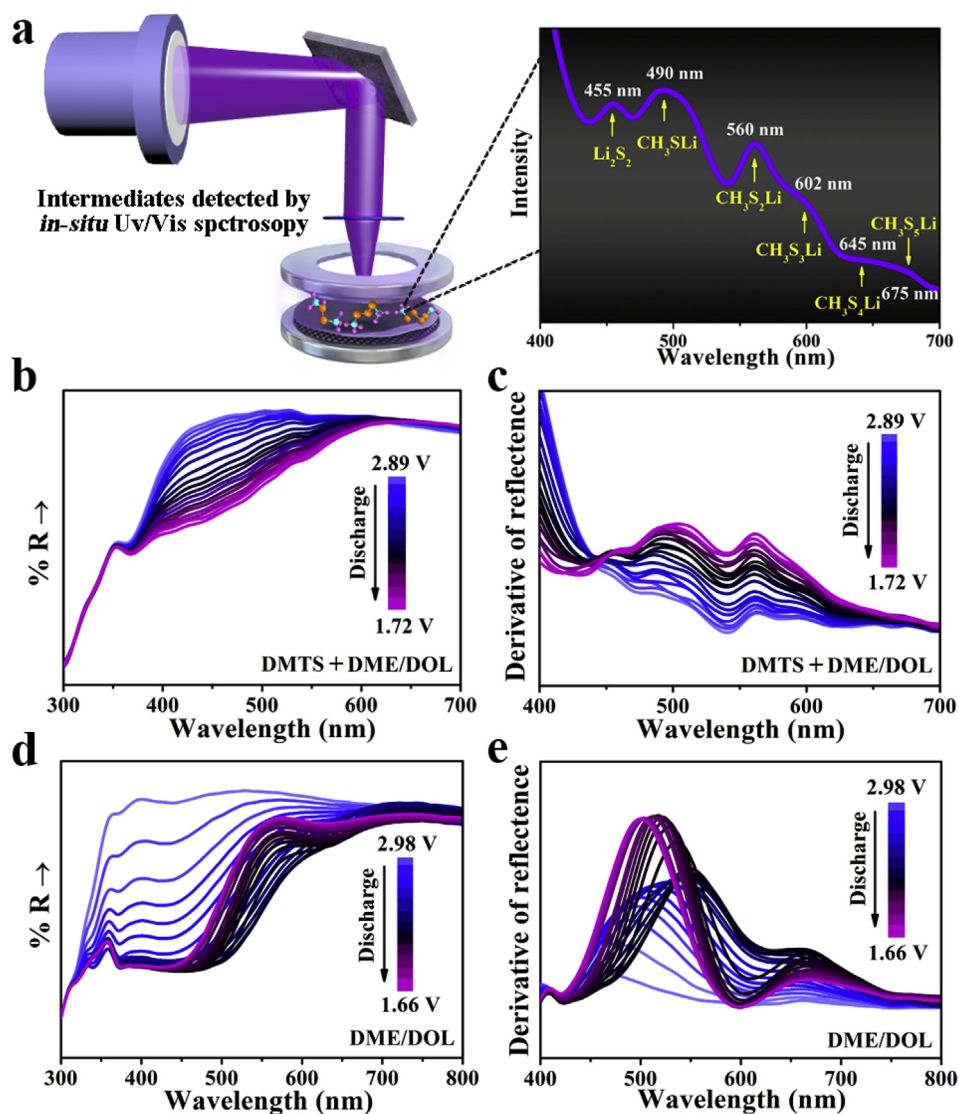 a
Intermediates detected by
in-situ Uv/Vis spctrosopy
Intensity
455 nm
490 nm
560 nm
602 nm
645 nm
675 nm
Li₂S₂
CH₃SLi
CH₃S₂Li
CH₃S₃Li
CH₃S₄Li
CH₃S₅Li
400 450 500 550 600 650 700
Wavelength (nm)
b
% R →
2.89 V
Discharge
1.72 V
DMTS + DME/DOL
300 400 500 600 700
Wavelength (nm)
c
Derivative of reflectence
2.89 V
Discharge
1.72 V
DMTS + DME/DOL
400 500 600 700
Wavelength (nm)
d
% R →
2.98 V
Discharge
1.66 V
DME/DOL
300 400 500 600 700 800
Wavelength (nm)
e
Derivative of reflectence
2.98 V
Discharge
1.66 V
DME/DOL
400 500 600 700 800
Wavelength (nm)